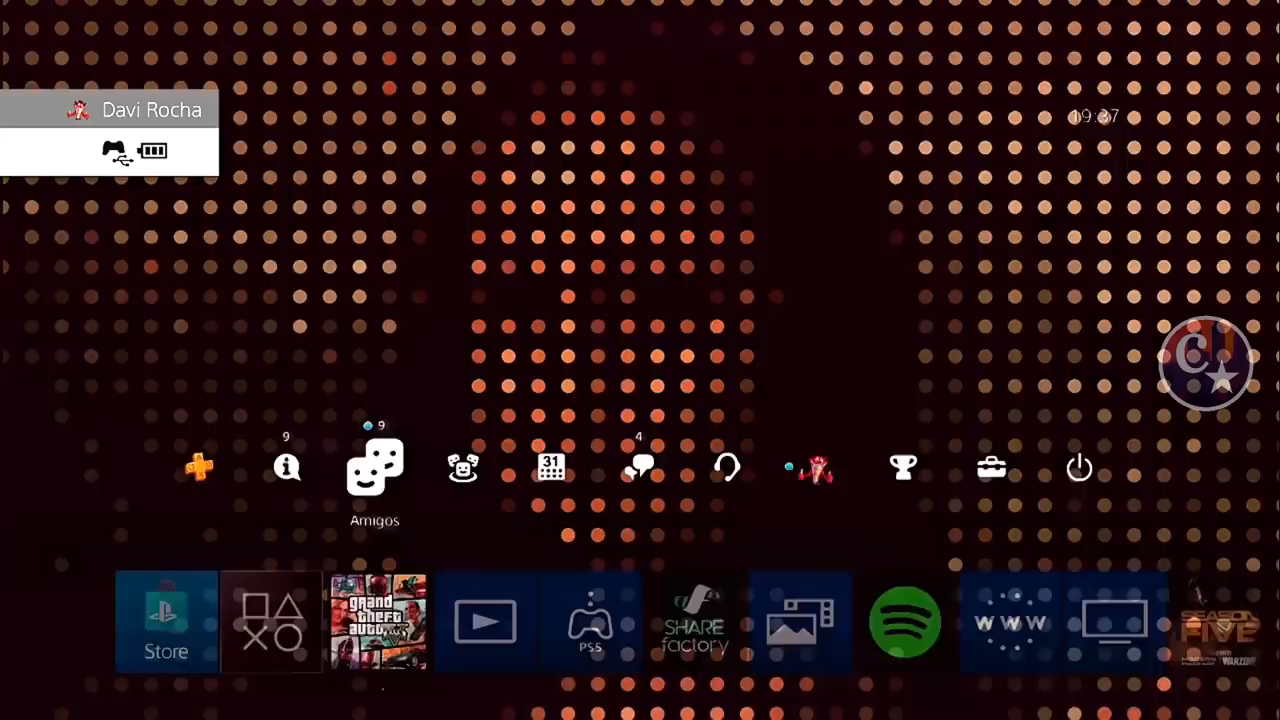 Davi Rocha
19:37
C
9
9
4
31
Amigos
Store
grand
theft
auto
PS5
SHARE
factory
WWW
SEASON
FIVE
WARZONE